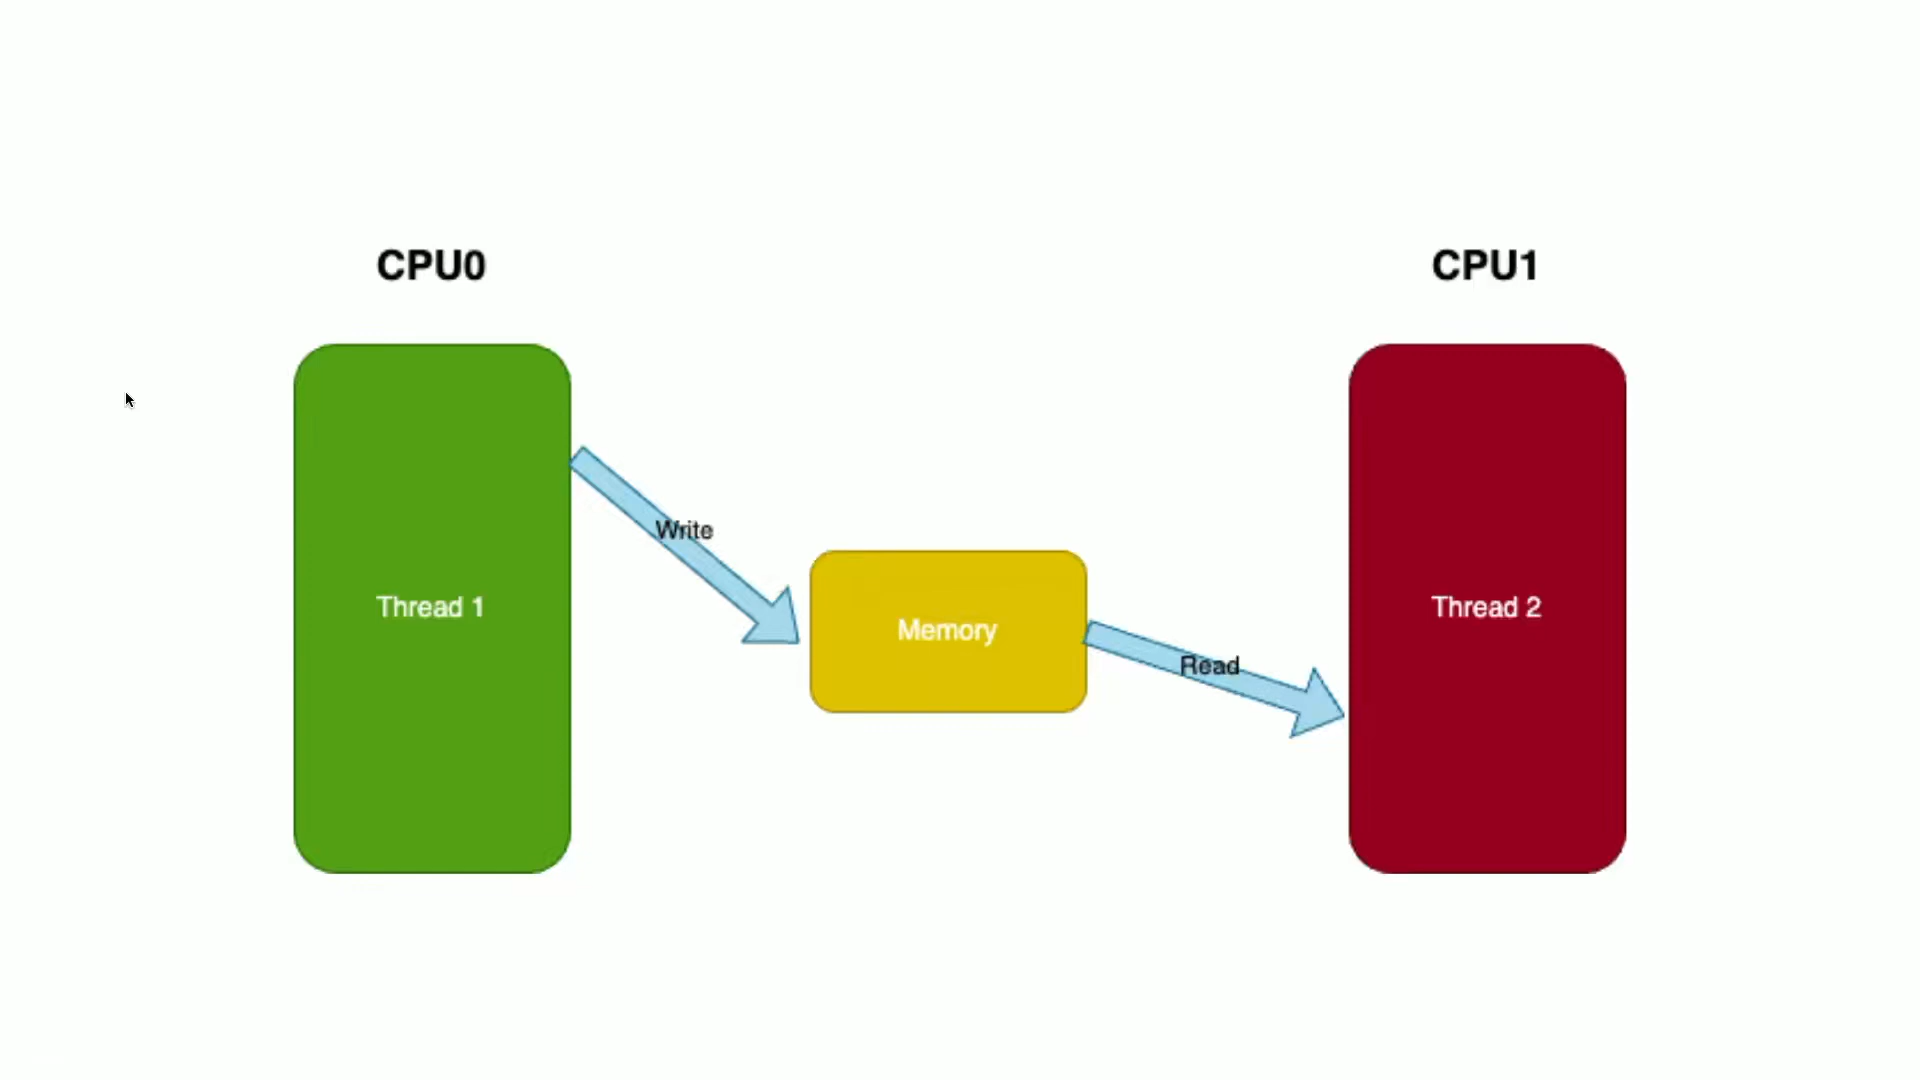 CPU0
CPU1
Write
Thread 1
Thread 2
Memory
Read